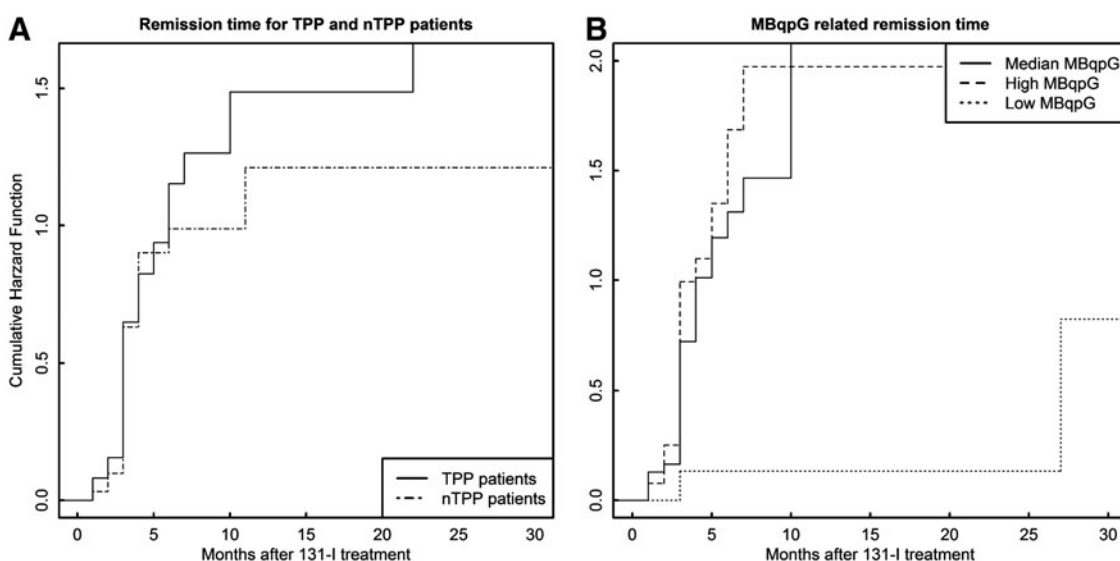 A
Remission time for TPP and nTPP patients
Cumulative Harzard Function
1.5
1.0
0.5
0.0
TPP patients
nTPP patients
0 5 10 15 20 25 30
Months after 131-I treatment
B
MBqpG related remission time
2.0
1.5
1.0
0.5
0.0
Median MBqpG
High MBqpG
Low MBqpG
0 5 10 15 20 25 30
Months after 131-I treatment